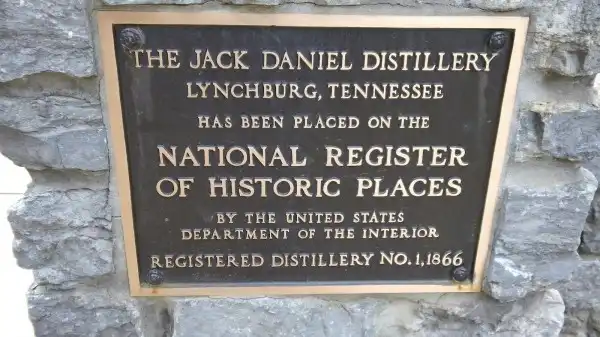 THE JACK DANIEL DISTILLERY
LYNCHBURG, TENNESSEE
HAS BEEN PLACED ON THE
NATIONAL REGISTER
OF HISTORIC PLACES
BY THE UNITED STATES
DEPARTMENT OF THE INTERIOR
REGISTERED DISTILLERY NO. 1, 1866